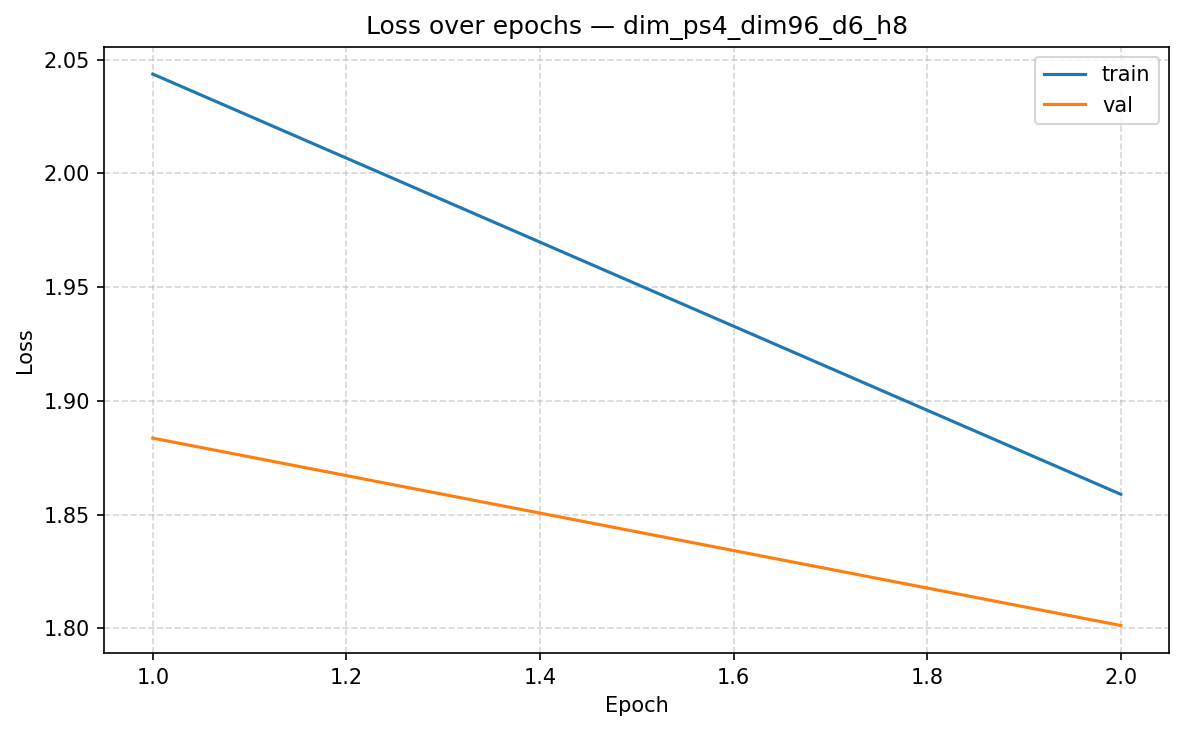 Loss over epochs — dim_ps4_dim96_d6_h8
train
val
Loss
2.05
2.00
1.95
1.90
1.85
1.80
1.0 1.2 1.4 1.6 1.8 2.0
Epoch